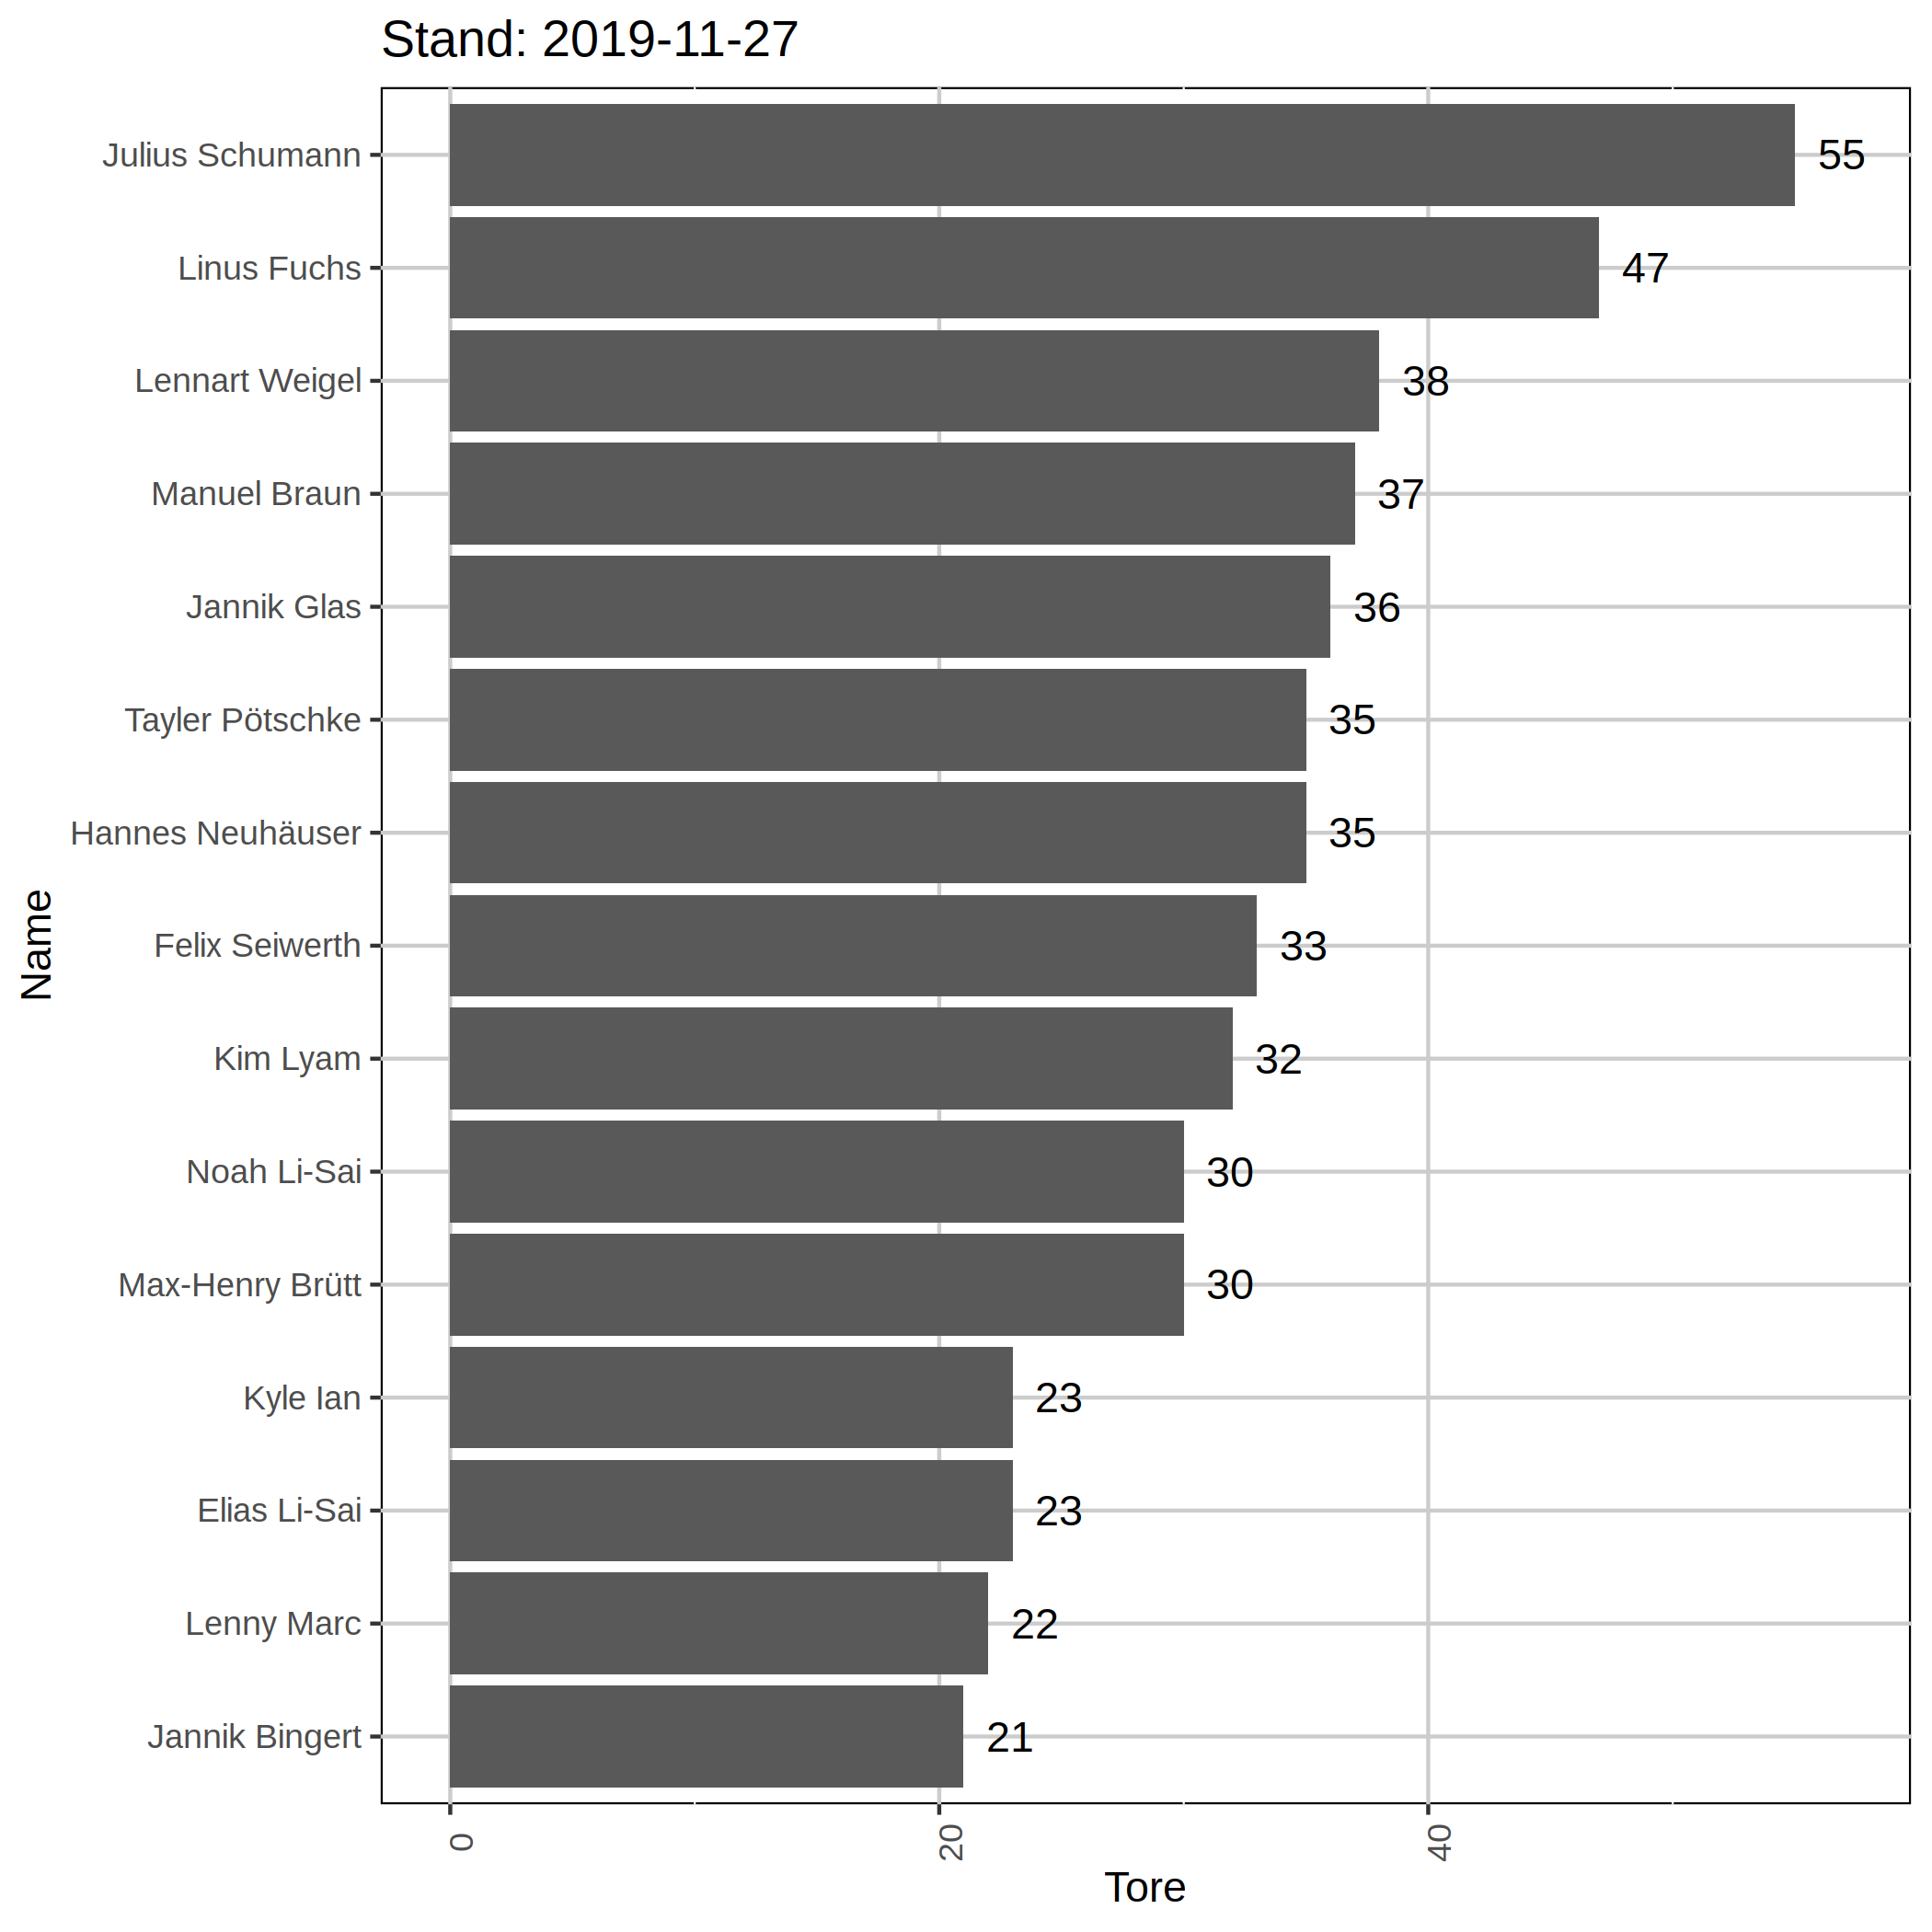 Stand: 2019-11-27
Julius Schumann 55
Linus Fuchs 47
Lennart Weigel 38
Manuel Braun 37
Jannik Glas 36
Tayler Pötschke 35
Hannes Neuhäuser 35
Felix Seiwerth 33
Kim Lyam 32
Noah Li-Sai 30
Max-Henry Brütt 30
Kyle Ian 23
Elias Li-Sai 23
Lenny Marc 22
Jannik Bingert 21
Name
0 20 40
Tore